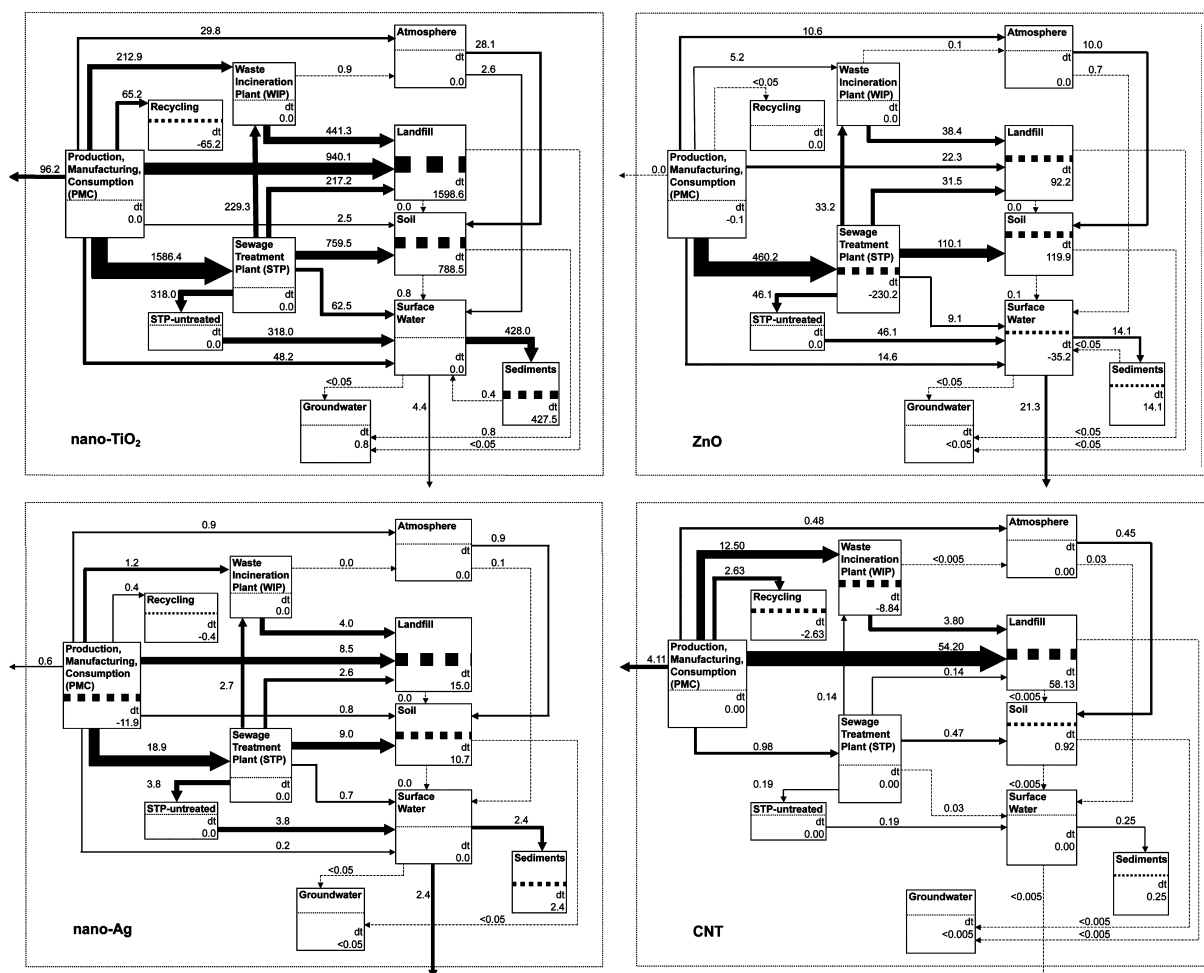 29.8
Atmosphere
dt
0.0
28.1
2.6
212.9
Waste
Incineration
Plant (WIP)
dt
0.0
0.9
65.2
Recycling
dt
-65.2
441.3
Landfill
dt
1598.6
940.1
217.2
96.2
Production,
Manufacturing,
Consumption
(PMC)
dt
0.0
229.3
2.5
0.0
Soil
dt
788.5
1586.4
Sewage
Treatment
Plant (STP)
dt
0.0
759.5
318.0
62.5
0.8
Surface
Water
dt
0.0
STP-untreated
dt
0.0
318.0
48.2
428.0
Sediments
dt
427.5
<0.05
0.4
4.4
Groundwater
dt
0.8
0.8
<0.05
nano-TiO2
10.6
Atmosphere
dt
0.0
10.0
0.7
5.2
Waste
Incineration
Plant (WIP)
dt
0.0
0.1
<0.05
Recycling
dt
0.0
38.4
Landfill
dt
92.2
22.3
31.5
0.0
Production,
Manufacturing,
Consumption
(PMC)
dt
-0.1
33.2
0.0
Soil
dt
119.9
460.2
Sewage
Treatment
Plant (STP)
dt
-230.2
110.1
46.1
9.1
0.1
Surface
Water
dt
-35.2
STP-untreated
dt
0.0
46.1
14.6
14.1
<0.05
Sediments
dt
14.1
<0.05
21.3
Groundwater
dt
<0.05
<0.05
<0.05
ZnO
0.9
Atmosphere
dt
0.0
0.9
0.1
1.2
Waste
Incineration
Plant (WIP)
dt
0.0
0.0
0.4
Recycling
dt
-0.4
4.0
Landfill
dt
15.0
8.5
2.6
0.6
Production,
Manufacturing,
Consumption
(PMC)
dt
-11.9
2.7
0.8
0.0
Soil
dt
10.7
18.9
Sewage
Treatment
Plant (STP)
dt
0.0
9.0
3.8
0.7
0.0
Surface
Water
dt
0.0
STP-untreated
dt
0.0
3.8
0.2
2.4
Sediments
dt
2.4
<0.05
2.4
Groundwater
dt
<0.05
<0.05
nano-Ag
0.48
Atmosphere
dt
0.00
0.45
0.03
12.50
Waste
Incineration
Plant (WIP)
dt
-8.84
<0.005
2.63
Recycling
dt
-2.63
3.80
Landfill
dt
58.13
54.20
0.14
4.11
Production,
Manufacturing,
Consumption
(PMC)
dt
0.00
0.14
<0.005
Soil
dt
0.92
0.98
Sewage
Treatment
Plant (STP)
dt
0.00
0.47
0.19
0.03
<0.005
Surface
Water
dt
0.00
STP-untreated
dt
0.00
0.19
0.25
Sediments
dt
0.25
<0.005
Groundwater
dt
<0.005
<0.005
<0.005
CNT